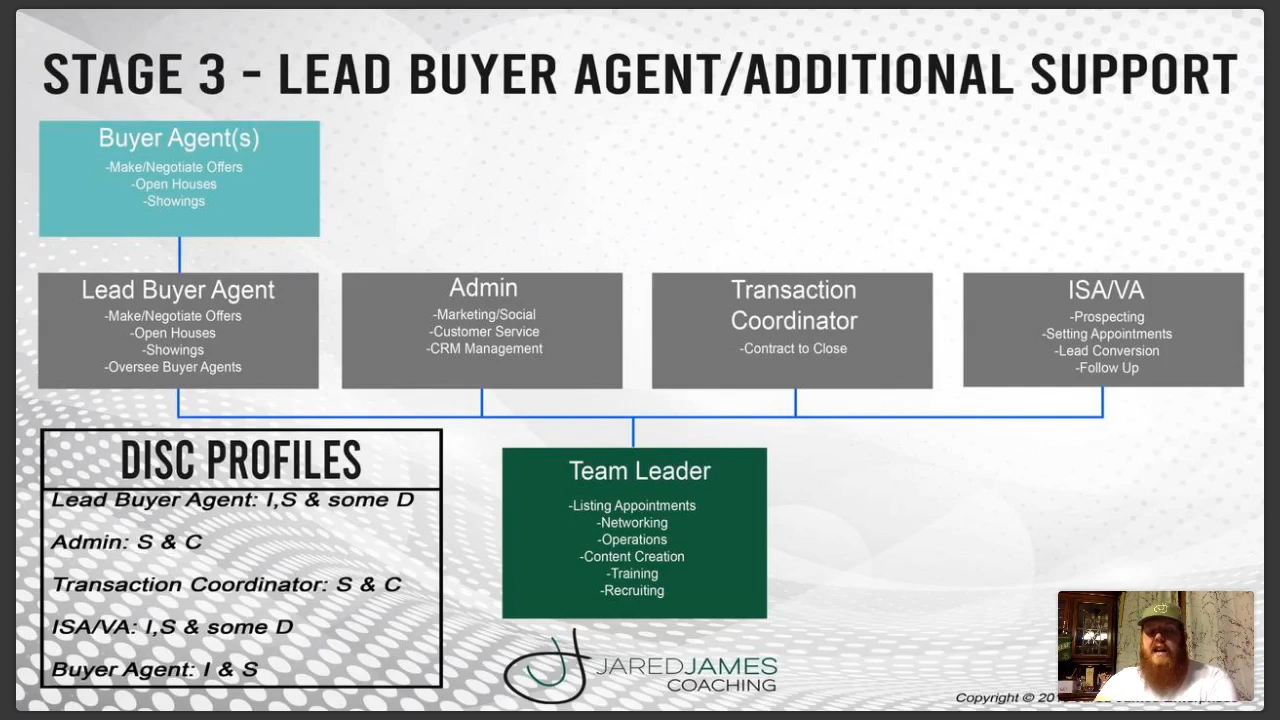 STAGE 3 - LEAD BUYER AGENT/ADDITIONAL SUPPORT
Buyer Agent(s)
-Make/Negotiate Offers
-Open Houses
-Showings
Lead Buyer Agent
-Make/Negotiate Offers
-Open Houses
-Showings
-Oversee Buyer Agents
Admin
-Marketing/Social
-Customer Service
-CRM Management
Transaction
Coordinator
-Contract to Close
ISA/VA
-Prospecting
-Setting Appointments
-Lead Conversion
-Follow Up
DISC PROFILES
Lead Buyer Agent: I,S & some D
Admin: S & C
Transaction Coordinator: S & C
ISA/VA: I,S & some D
Buyer Agent: I & S
Team Leader
-Listing Appointments
-Networking
-Operations
-Content Creation
-Training
-Recruiting
JAREDJAMES
COACHING
Copyright ©